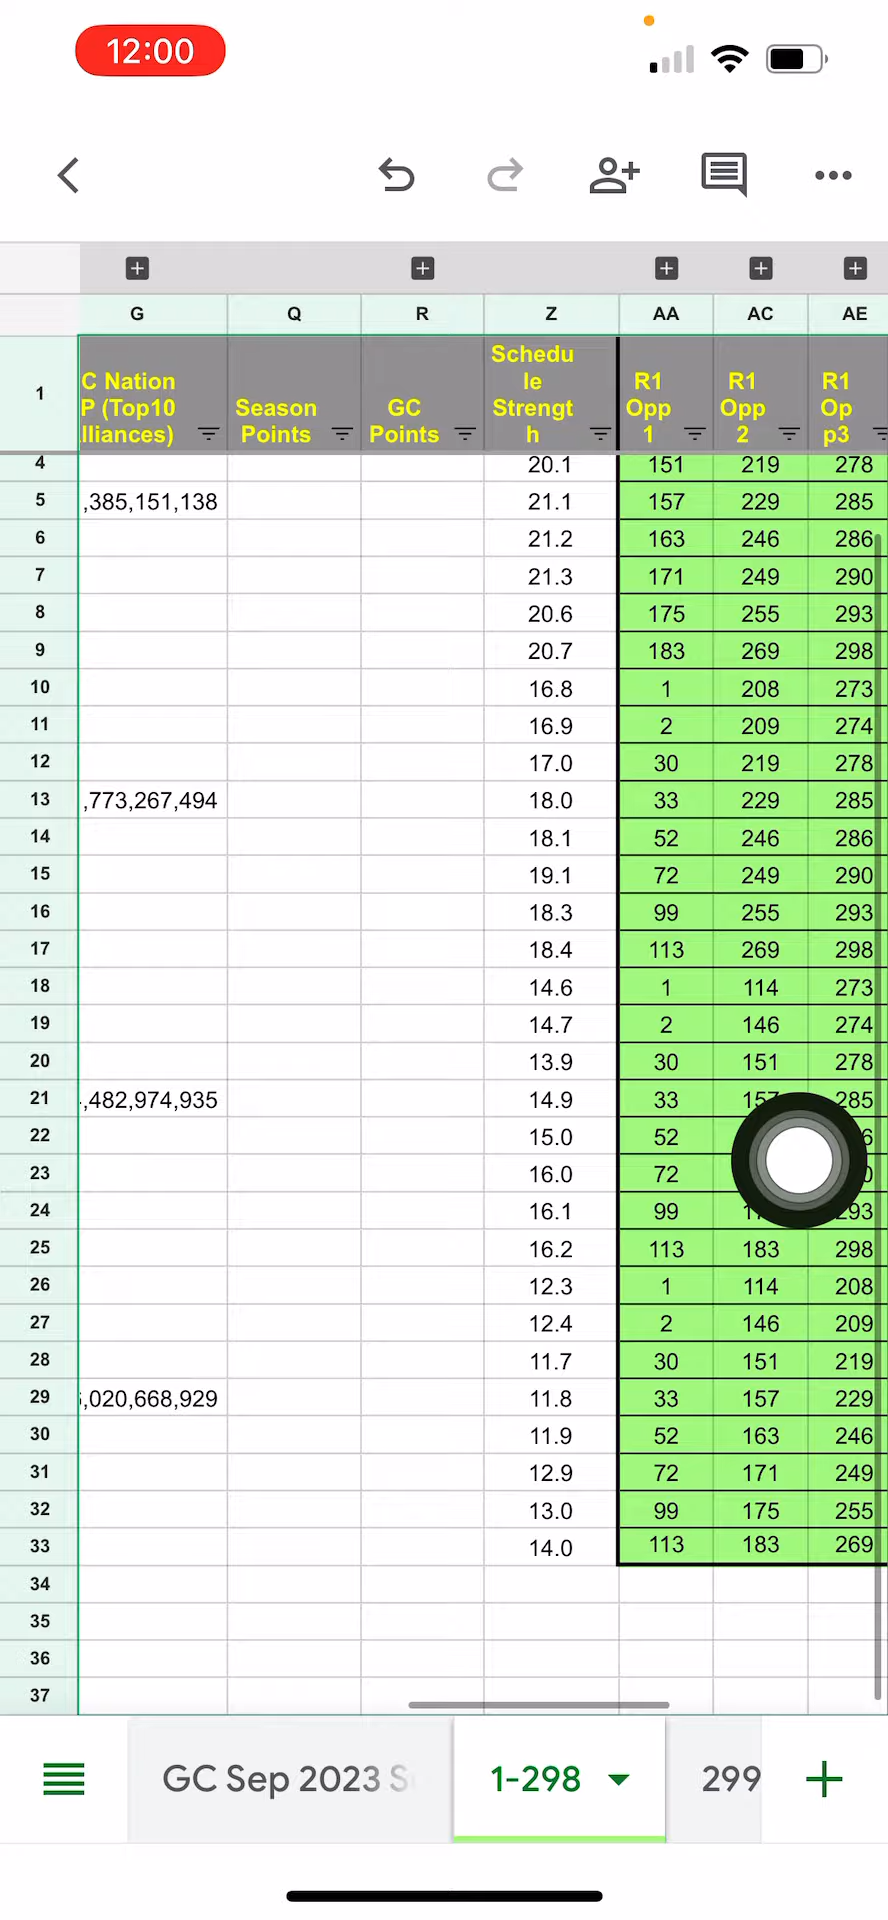 12:00
G Q R Z AA AC AE
1 C Nation P (Top10 lliances) Season Points GC Points Schedu le Strengt h R1 Opp 1 R1 Opp 2 R1 Op p3
4 20.1 151 219 278
5 ,385,151,138 21.1 157 229 285
6 21.2 163 246 286
7 21.3 171 249 290
8 20.6 175 255 293
9 20.7 183 269 298
10 16.8 1 208 273
11 16.9 2 209 274
12 17.0 30 219 278
13 ,773,267,494 18.0 33 229 285
14 18.1 52 246 286
15 19.1 72 249 290
16 18.3 99 255 293
17 18.4 113 269 298
18 14.6 1 114 273
19 14.7 2 146 274
20 13.9 30 151 278
21 ,482,974,935 14.9 33 157 285
22 15.0 52
23 16.0 72
24 16.1 99
25 16.2 113 183 298
26 12.3 1 114 208
27 12.4 2 146 209
28 11.7 30 151 219
29 ,020,668,929 11.8 33 157 229
30 11.9 52 163 246
31 12.9 72 171 249
32 13.0 99 175 255
33 14.0 113 183 269
34
35
36
37
GC Sep 2023 1-298 299